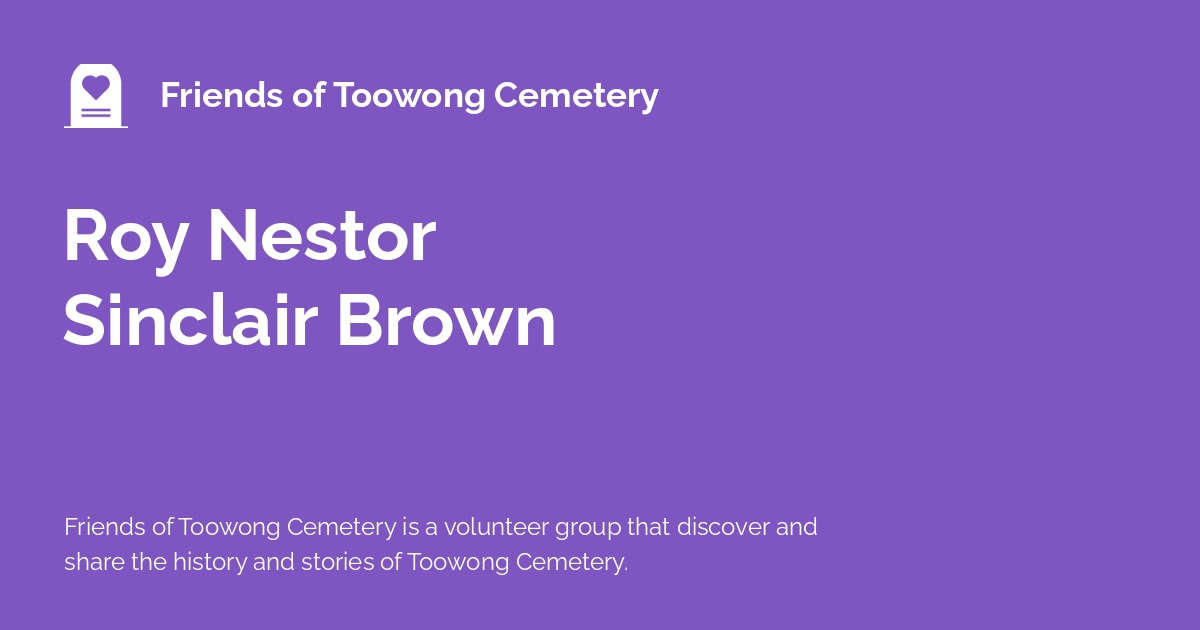 Friends of Toowong Cemetery
Roy Nestor
Sinclair Brown
Friends of Toowong Cemetery is a volunteer group that discover and
share the history and stories of Toowong Cemetery.